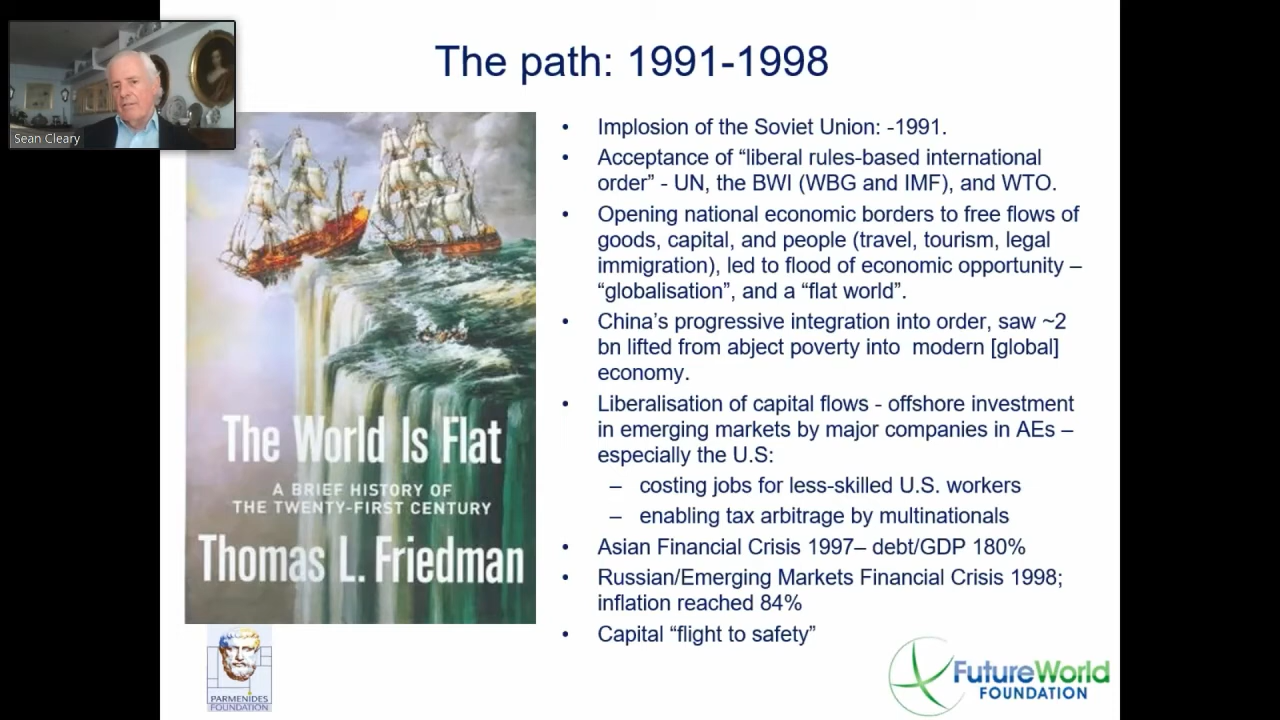 Sean Cleary
The path: 1991-1998
The World Is Flat
A BRIEF HISTORY OF
THE TWENTY-FIRST CENTURY
Thomas L. Friedman
• Implosion of the Soviet Union: -1991.
• Acceptance of “liberal rules-based international
order” - UN, the BWI (WBG and IMF), and WTO.
• Opening national economic borders to free flows of
goods, capital, and people (travel, tourism, legal
immigration), led to flood of economic opportunity –
“globalisation”, and a “flat world”.
• China’s progressive integration into order, saw ~2
bn lifted from abject poverty into modern [global]
economy.
• Liberalisation of capital flows - offshore investment
in emerging markets by major companies in AEs –
especially the U.S:
– costing jobs for less-skilled U.S. workers
– enabling tax arbitrage by multinationals
• Asian Financial Crisis 1997– debt/GDP 180%
• Russian/Emerging Markets Financial Crisis 1998;
inflation reached 84%
• Capital “flight to safety”
PARMENIDES
FOUNDATION
FutureWorld
FOUNDATION